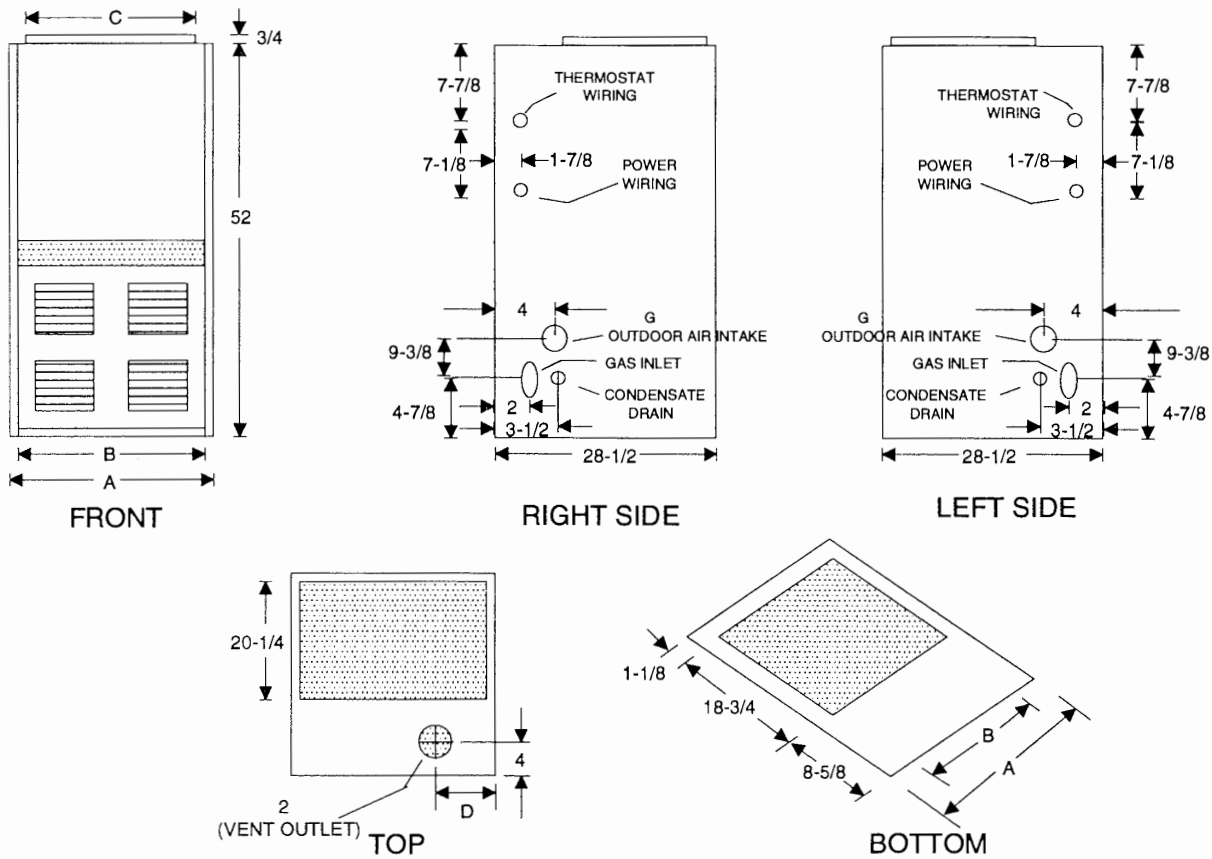 C
3/4
52
B
A
FRONT
7-7/8
THERMOSTAT
WIRING
7-1/8
1-7/8
POWER
WIRING
4
G
OUTDOOR AIR INTAKE
9-3/8
GAS INLET
4-7/8
2
CONDENSATE
DRAIN
3-1/2
28-1/2
RIGHT SIDE
7-7/8
THERMOSTAT
WIRING
1-7/8
7-1/8
POWER
WIRING
4
G
OUTDOOR AIR INTAKE
9-3/8
GAS INLET
2
4-7/8
CONDENSATE
DRAIN
3-1/2
28-1/2
LEFT SIDE
20-1/4
4
D
2
(VENT OUTLET)
TOP
1-1/8
18-3/4
8-5/8
B
A
BOTTOM